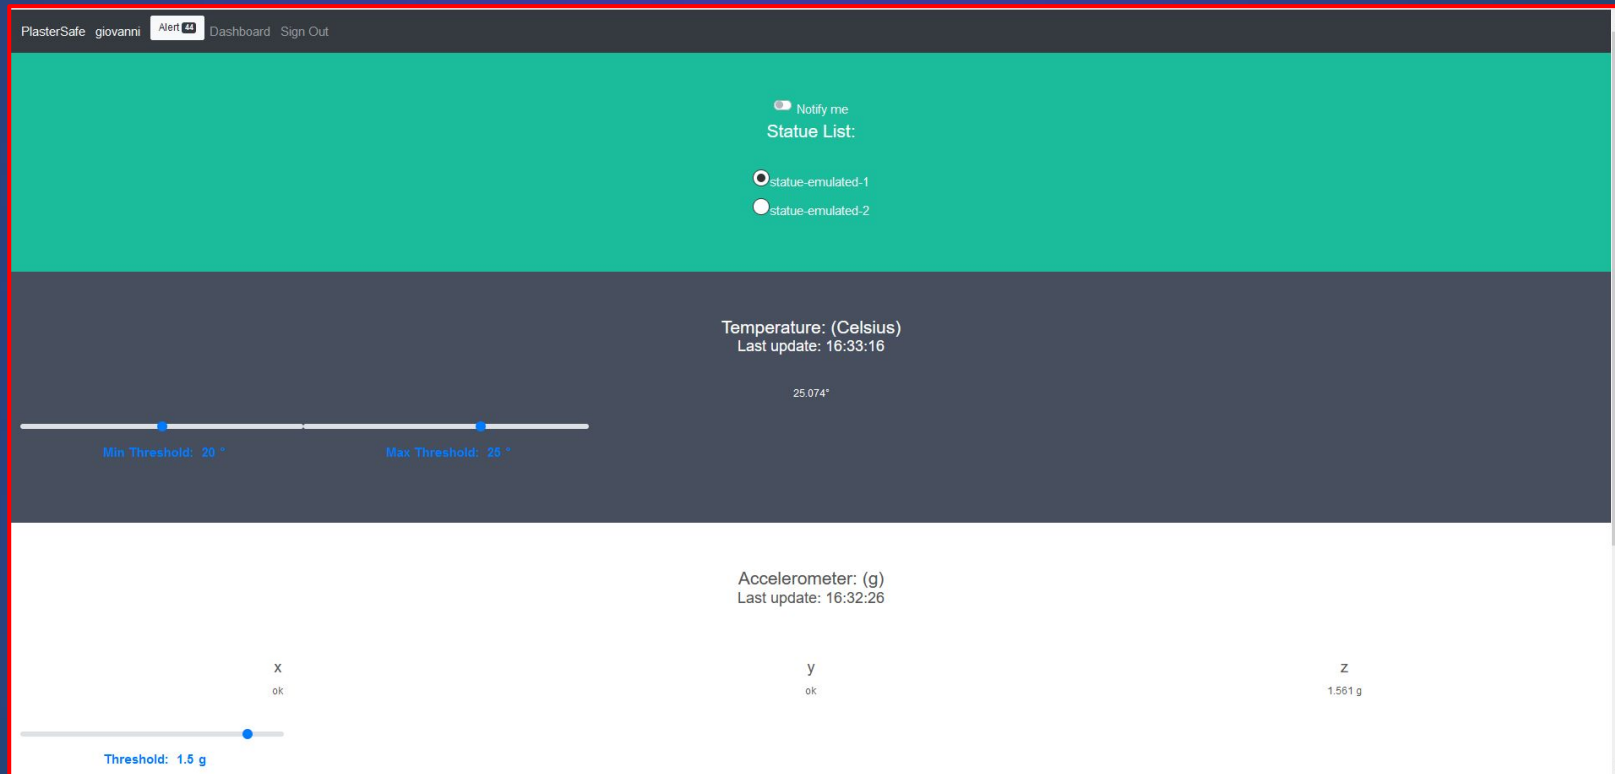 PlasterSafe giovanni Alert 44 Dashboard Sign Out
Notify me
Statue List:
statue-emulated-1
statue-emulated-2
Temperature: (Celsius)
Last update: 16:33:16
25.074°
Min Threshold: 20 ° Max Threshold: 25 °
Accelerometer: (g)
Last update: 16:32:26
x y z
ok ok 1.561 g
Threshold: 1.5 g